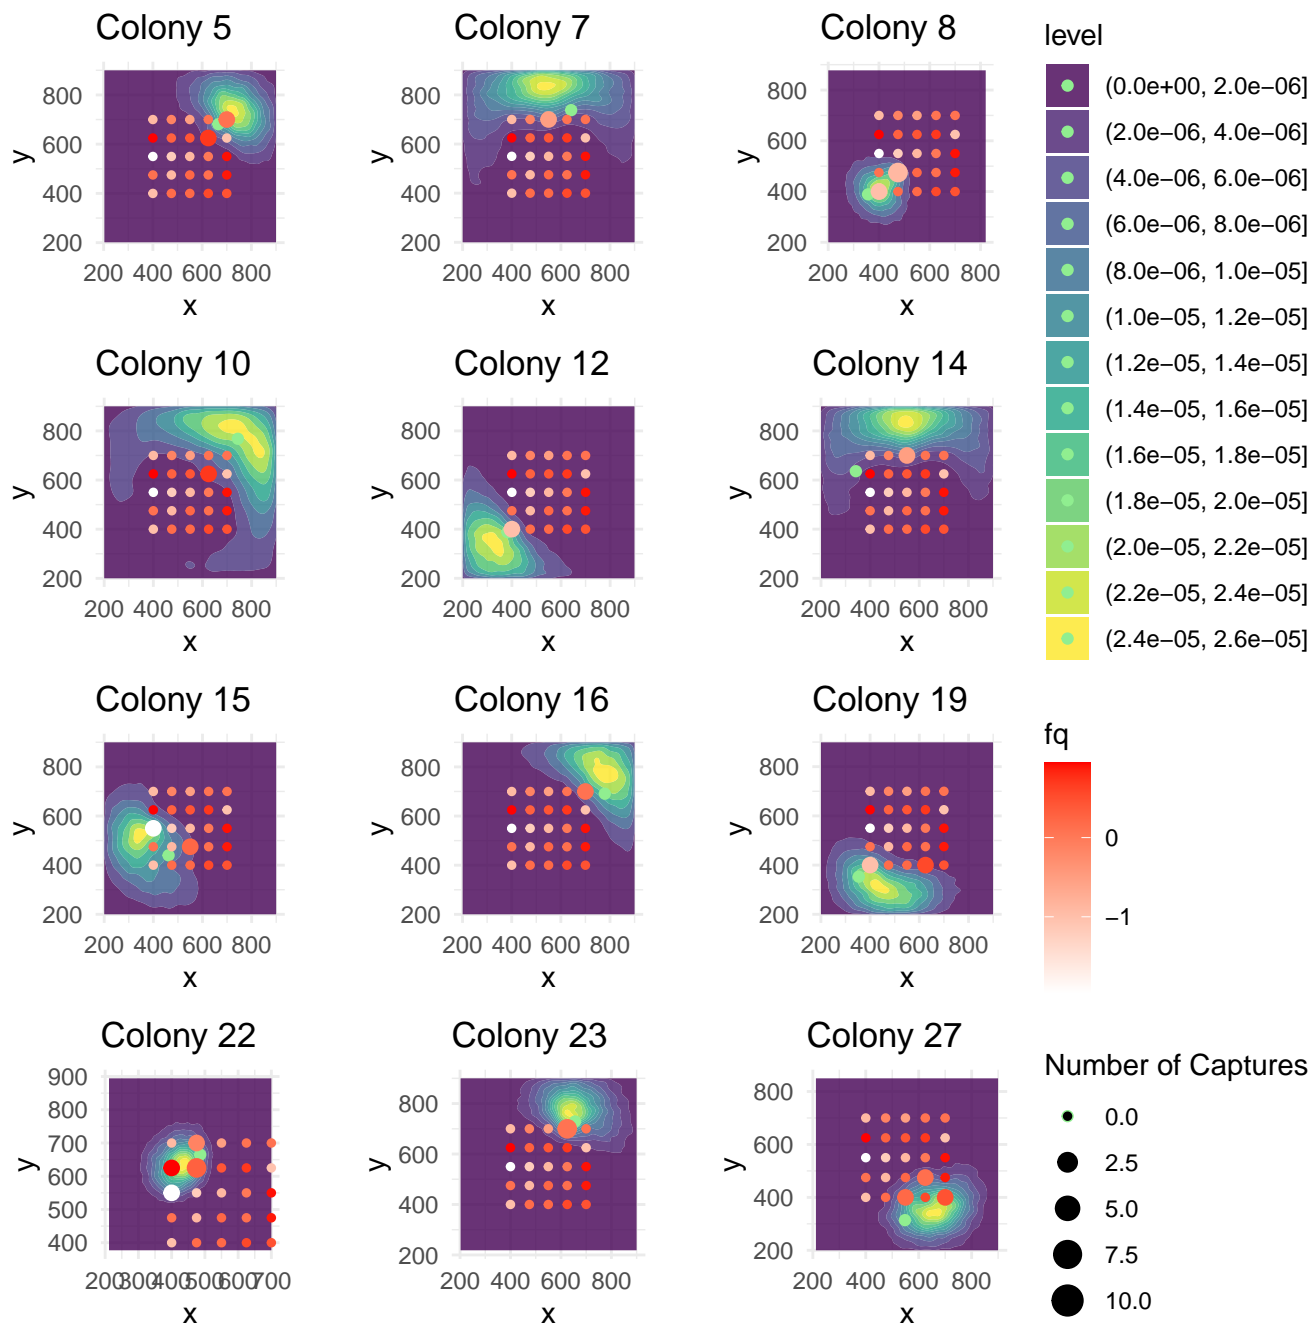 Colony 5
y
800
600
400
200
200 400 600 800
x
Colony 7
y
800
600
400
200
200 400 600 800
x
Colony 8
y
800
600
400
200
200 400 600 800
x
Colony 10
y
800
600
400
200
200 400 600 800
x
Colony 12
y
800
600
400
200
200 400 600 800
x
Colony 14
y
800
600
400
200
200 400 600 800
x
Colony 15
y
800
600
400
200
200 400 600 800
x
Colony 16
y
800
600
400
200
200 400 600 800
x
Colony 19
y
800
600
400
200
200 400 600 800
x
Colony 22
y
900
800
700
600
500
400
200 300 400 500 600 700
x
Colony 23
y
800
600
400
200
200 400 600 800
x
Colony 27
y
800
600
400
200
200 400 600 800
x
level
(0.0e+00, 2.0e−06]
(2.0e−06, 4.0e−06]
(4.0e−06, 6.0e−06]
(6.0e−06, 8.0e−06]
(8.0e−06, 1.0e−05]
(1.0e−05, 1.2e−05]
(1.2e−05, 1.4e−05]
(1.4e−05, 1.6e−05]
(1.6e−05, 1.8e−05]
(1.8e−05, 2.0e−05]
(2.0e−05, 2.2e−05]
(2.2e−05, 2.4e−05]
(2.4e−05, 2.6e−05]
fq
0
−1
Number of Captures
0.0
2.5
5.0
7.5
10.0